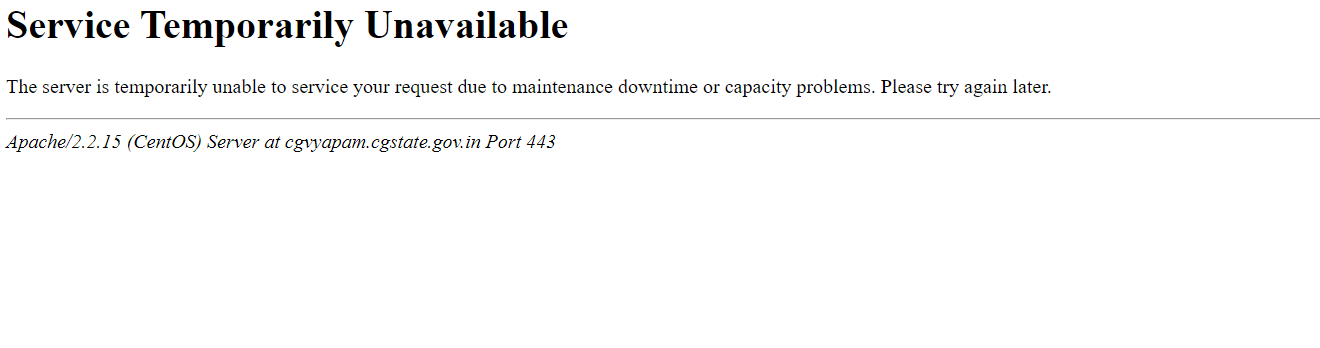 Service Temporarily Unavailable
The server is temporarily unable to service your request due to maintenance downtime or capacity problems. Please try again later.
Apache/2.2.15 (CentOS) Server at cgvyapam.cgstate.gov.in Port 443